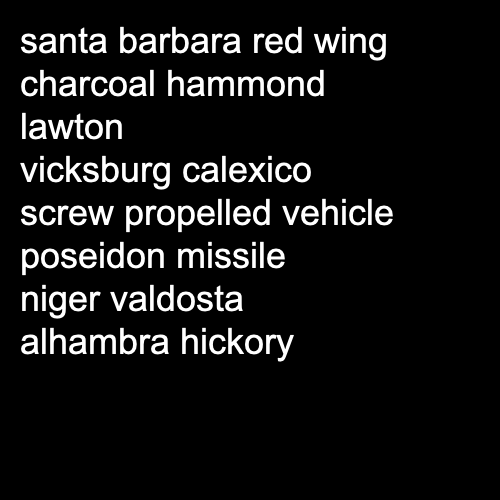 santa barbara red wing
charcoal hammond
lawton
vicksburg calexico
screw propelled vehicle
poseidon missile
niger valdosta
alhambra hickory